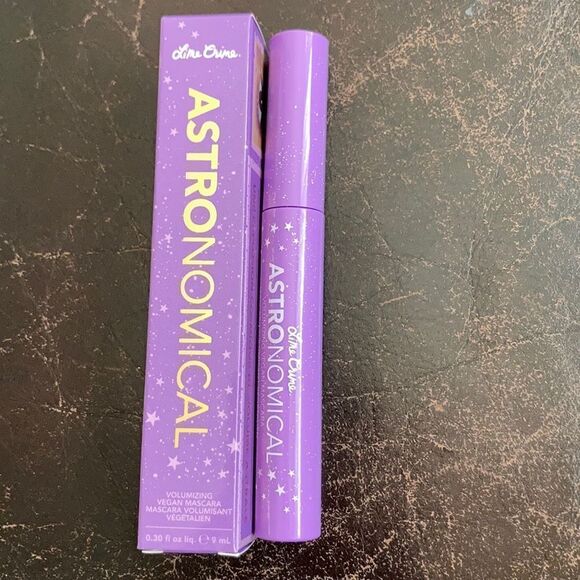 Lime Crime.
ASTRONOMICAL
VOLUMIZING
VEGAN MASCARA
MASCARA VOLUMISANT
VÉGÉTALIEN
0.30 fl oz liq. ℮ 9 mL
Lime Crime.
ASTRONOMICAL